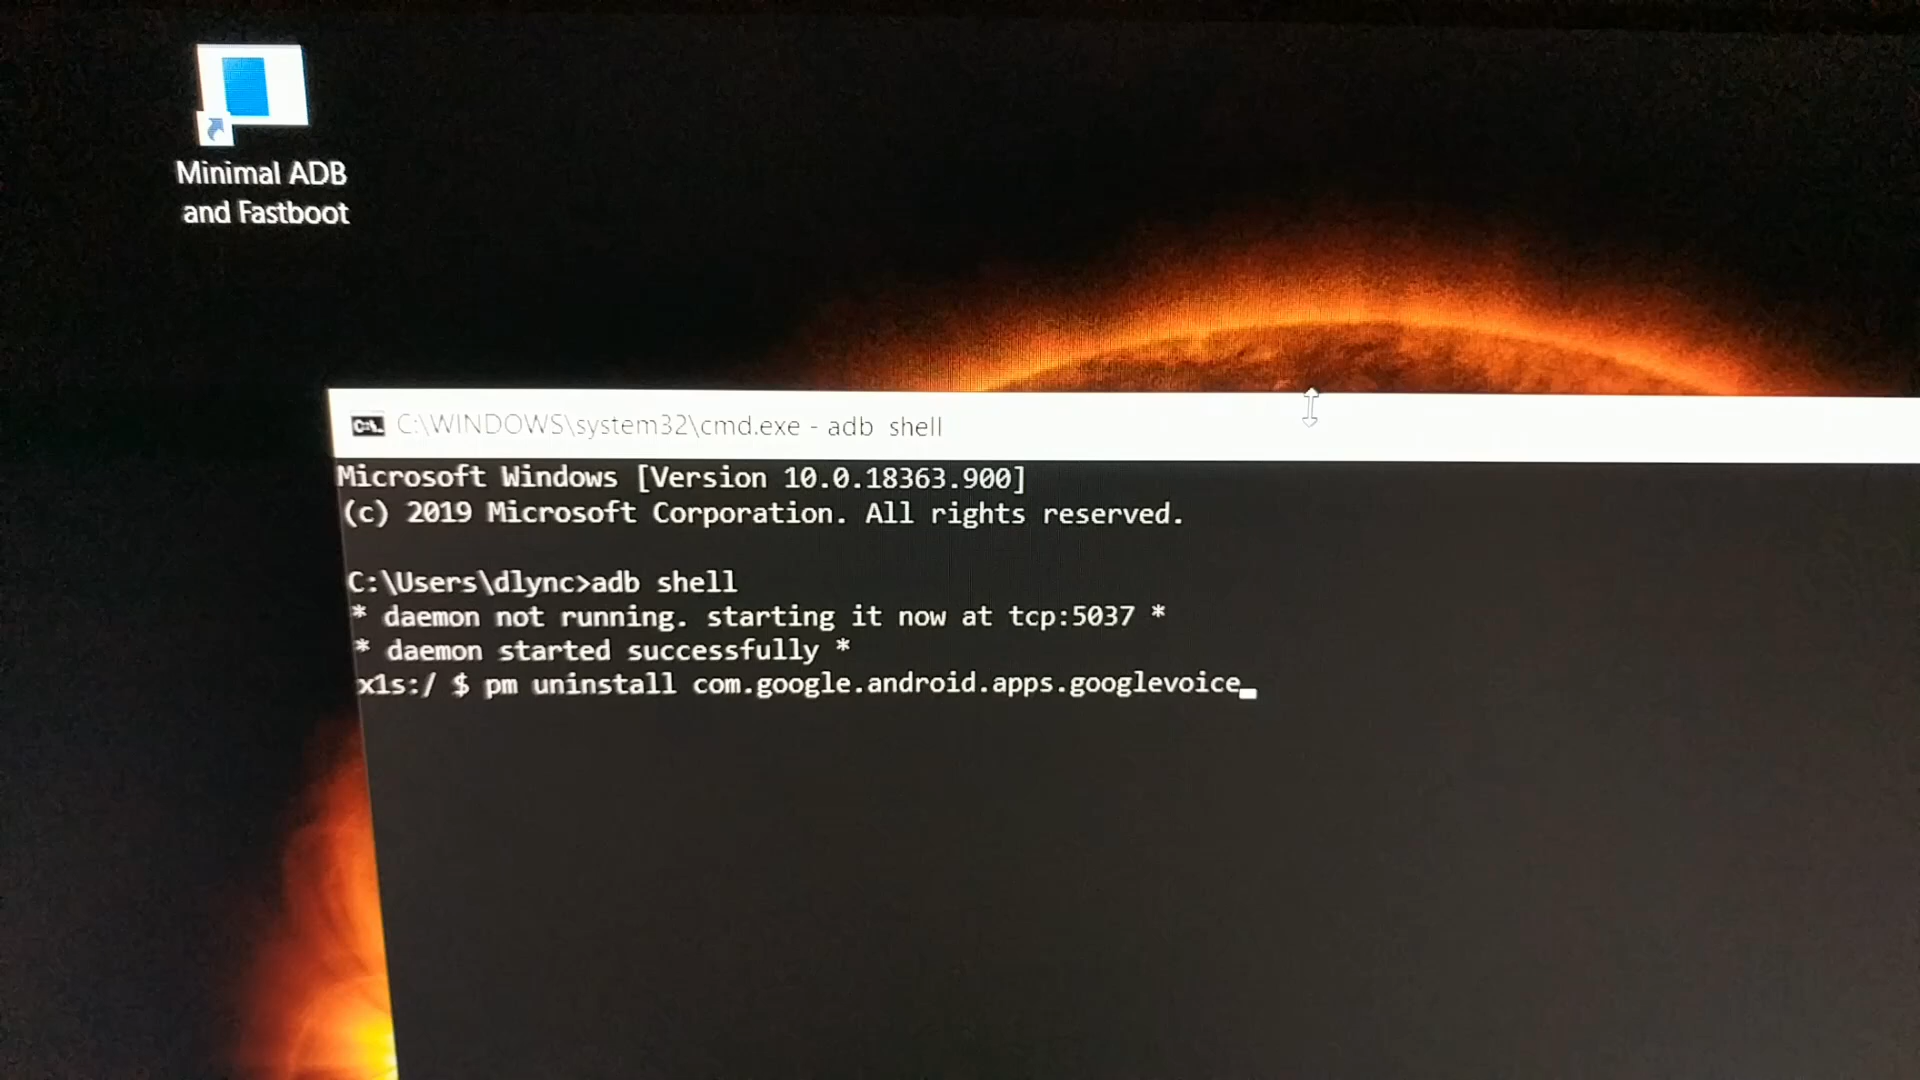 Minimal ADB
and Fastboot
C:\WINDOWS\system32\cmd.exe - adb  shell
Microsoft Windows [Version 10.0.18363.900]
(c) 2019 Microsoft Corporation. All rights reserved.
C:\Users\dlync>adb shell
* daemon not running. starting it now at tcp:5037 *
* daemon started successfully *
x1s:/ $ pm uninstall com.google.android.apps.googlevoice